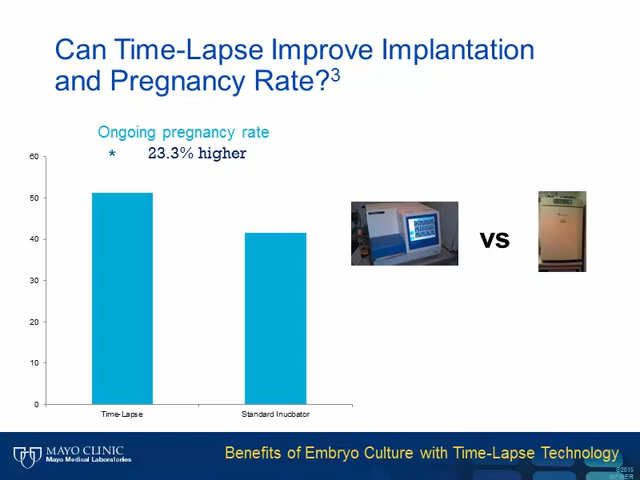 Can Time-Lapse Improve Implantation
and Pregnancy Rate?3
Ongoing pregnancy rate
* 23.3% higher
60
50
40
30
20
10
0
Time-Lapse
Standard Inucbator
vs
MAYO CLINIC
Mayo Medical Laboratories
Benefits of Embryo Culture with Time-Lapse Technology